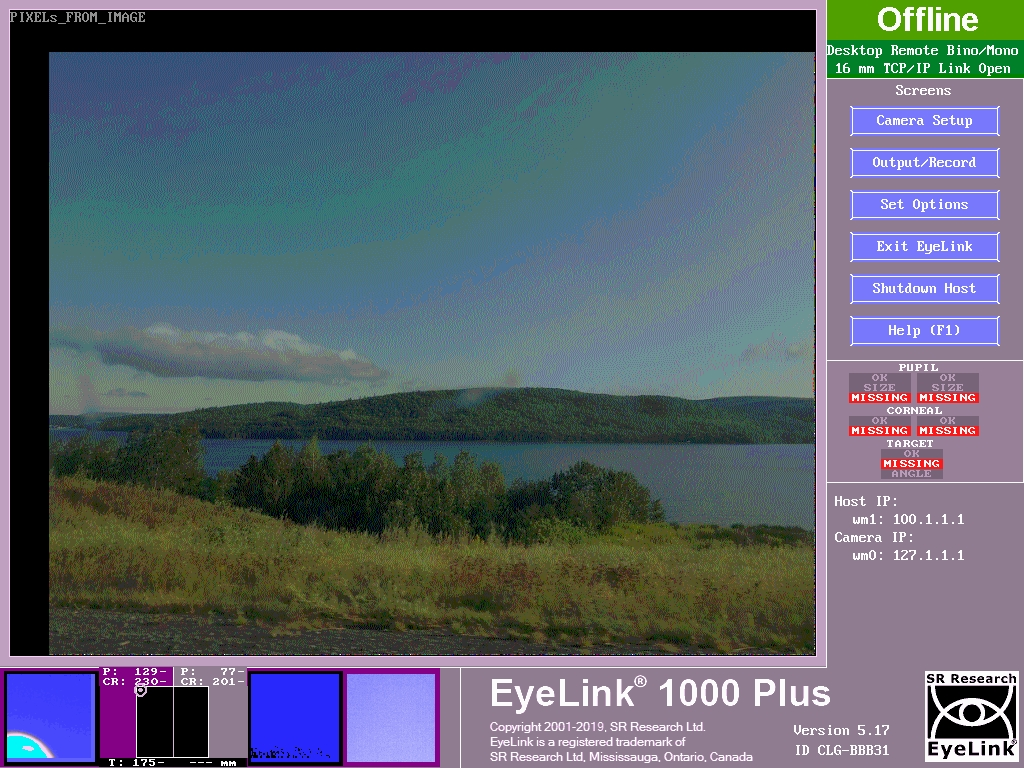 PIXELs_FROM_IMAGE
Offline
Desktop Remote Bino/Mono
16 mm TCP/IP Link Open
Screens
Camera Setup
Output/Record
Set Options
Exit EyeLink
Shutdown Host
Help (F1)
PUPIL
OK OK
SIZE SIZE
MISSING MISSING
CORNEAL
OK OK
MISSING MISSING
TARGET
OK
MISSING
ANGLE
Host IP:
wm1: 100.1.1.1
Camera IP:
wm0: 127.1.1.1
P: 129- P: 77-
CR: 230- CR: 201-
T: 175- --- mm
EyeLink® 1000 Plus
Copyright 2001-2019, SR Research Ltd.
EyeLink is a registered trademark of
SR Research Ltd, Mississauga, Ontario, Canada
Version 5.17
ID CLG-BBB31
SR Research
EyeLink®